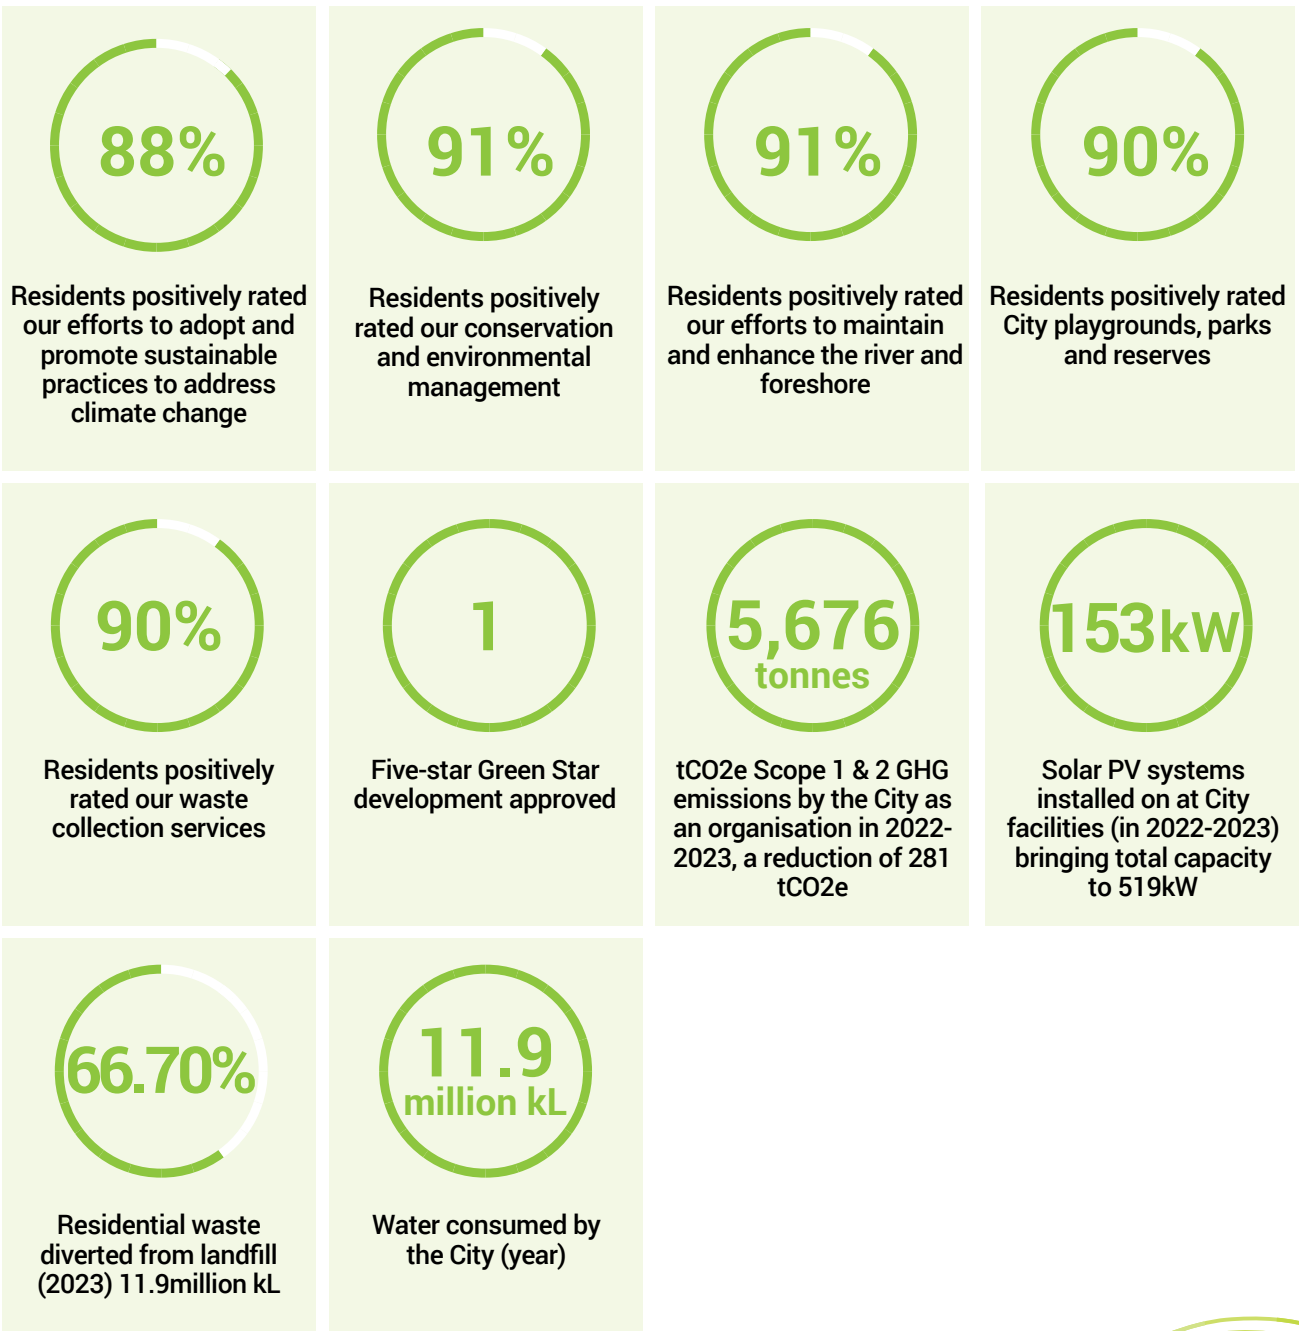 88%
Residents positively rated
our efforts to adopt and
promote sustainable
practices to address
climate change
91%
Residents positively
rated our conservation
and environmental
management
91%
Residents positively rated
our efforts to maintain
and enhance the river and
foreshore
90%
Residents positively rated
City playgrounds, parks
and reserves
90%
Residents positively
rated our waste
collection services
1
Five-star Green Star
development approved
5,676
tonnes
tCO2e Scope 1 & 2 GHG
emissions by the City as
an organisation in 2022-
2023, a reduction of 281
tCO2e
153kW
Solar PV systems
installed on at City
facilities (in 2022-2023)
bringing total capacity
to 519kW
66.70%
Residential waste
diverted from landfill
(2023) 11.9million kL
11.9
million kL
Water consumed by
the City (year)